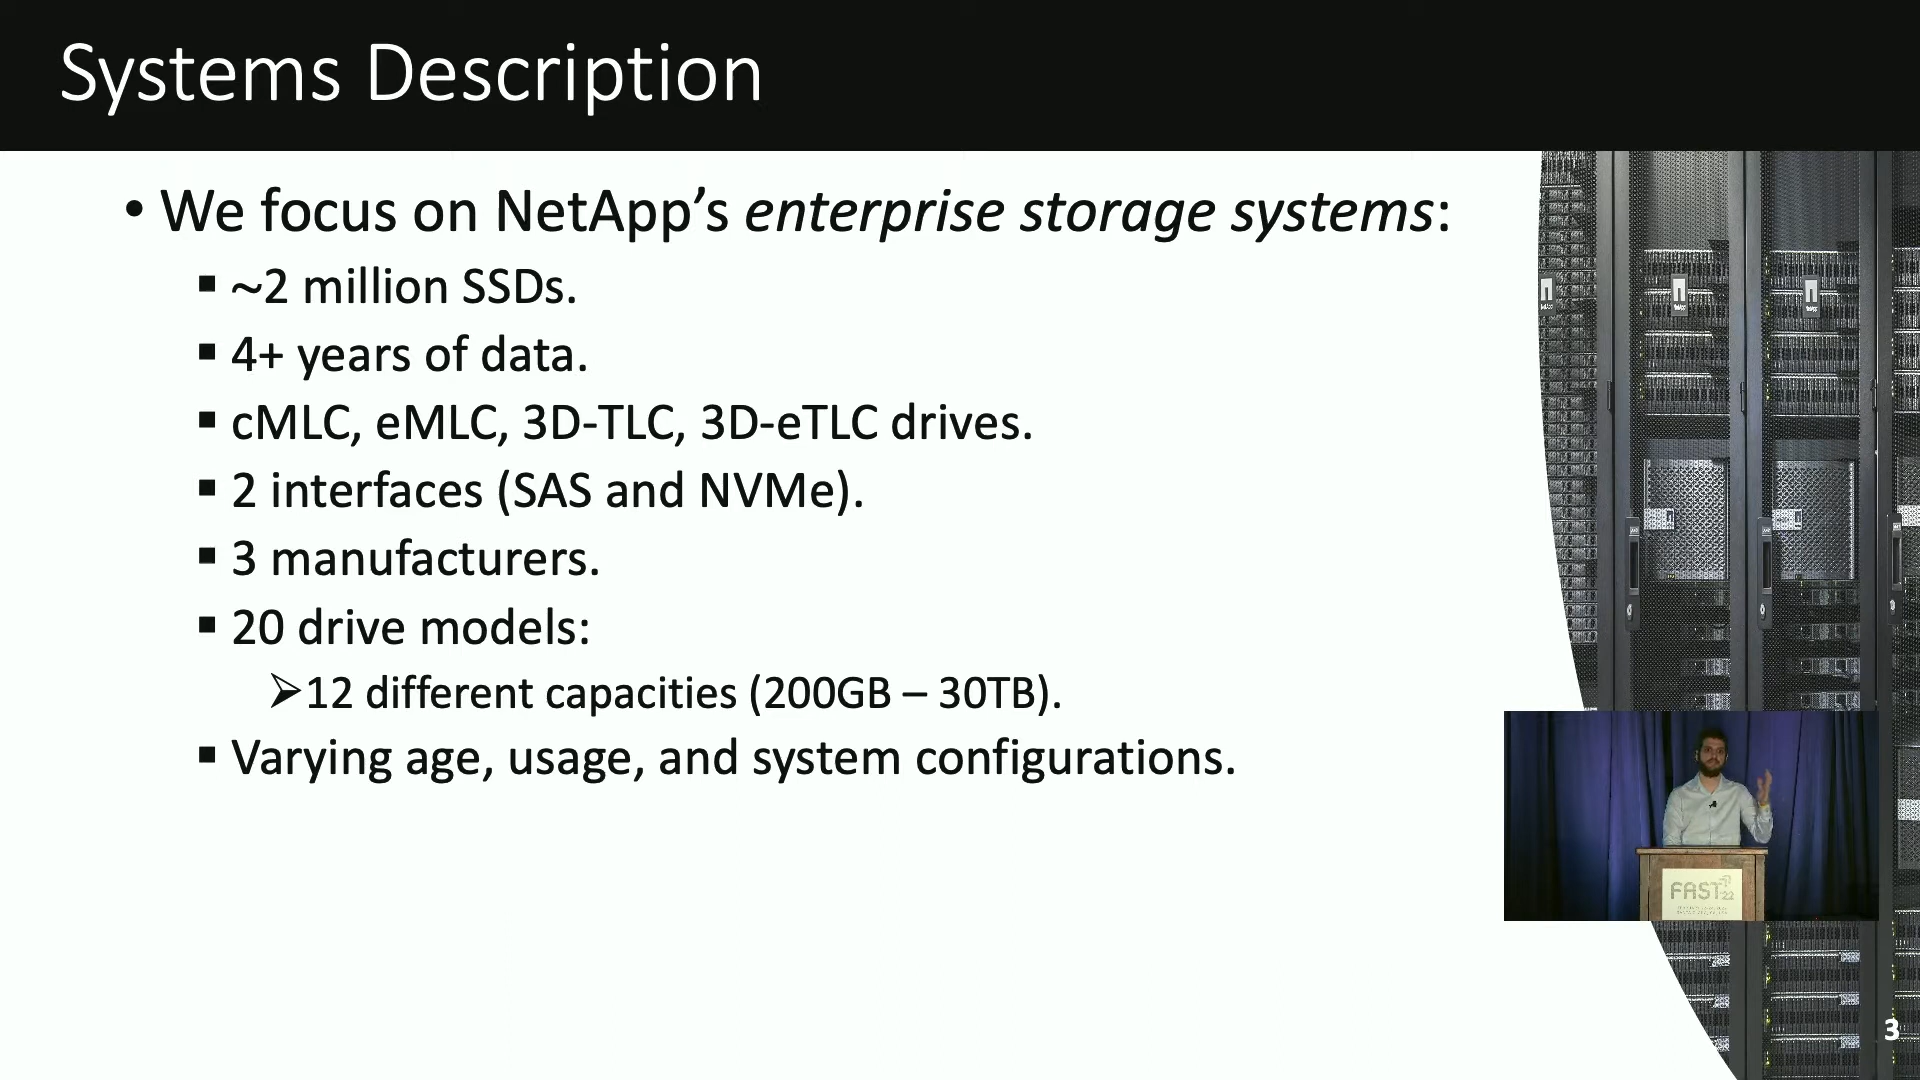 Systems Description
• We focus on NetApp’s enterprise storage systems:
▪ ~2 million SSDs.
▪ 4+ years of data.
▪ cMLC, eMLC, 3D-TLC, 3D-eTLC drives.
▪ 2 interfaces (SAS and NVMe).
▪ 3 manufacturers.
▪ 20 drive models:
➢12 different capacities (200GB – 30TB).
▪ Varying age, usage, and system configurations.
FAST22
3